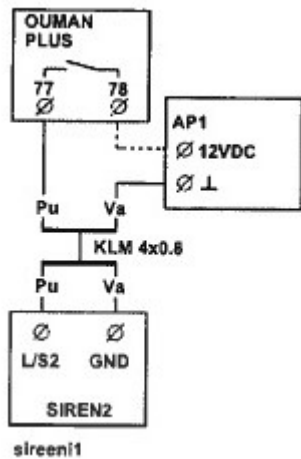 OUMAN
PLUS
77 78
AP1
12VDC
Pu Va
KLM 4x0.8
Pu Va
L/S2 GND
SIREN2
sireeni1